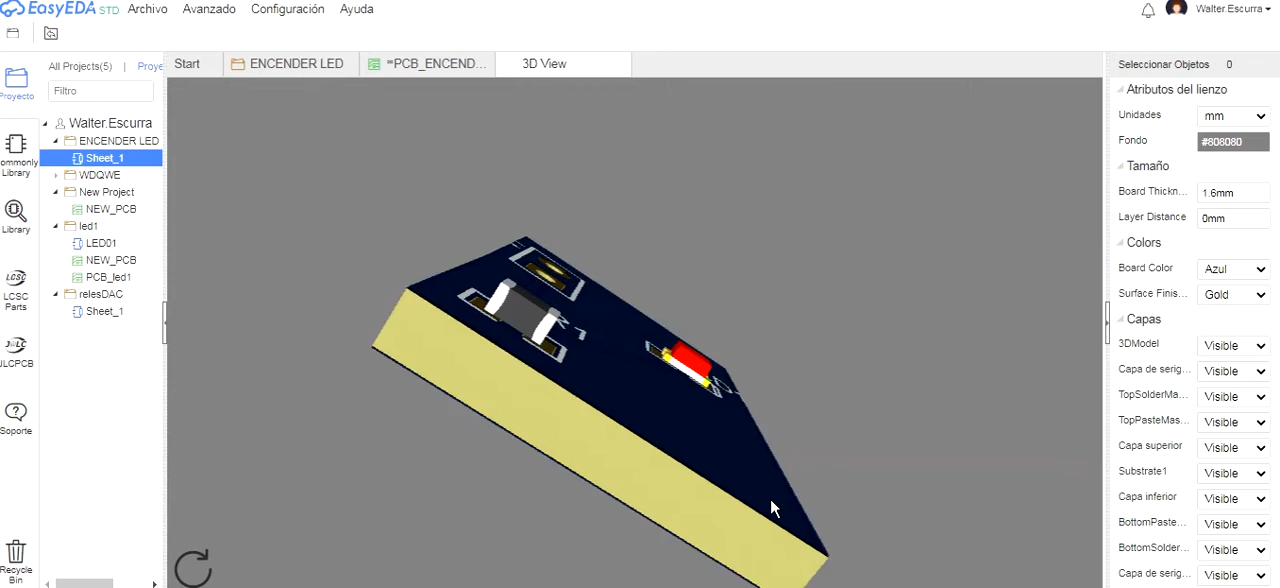 EasyEDA STD Archivo Avanzado Configuración Ayuda Walter.Escurra
Start ENCENDER LED *PCB_ENCEND... 3D View
Seleccionar Objetos 0
All Projects(5) | Proye
Filtro
Proyecto
Walter.Escurra
ENCENDER LED
Sheet_1
WDQWE
New Project
NEW_PCB
led1
LED01
NEW_PCB
PCB_led1
relesDAC
Sheet_1
ommonly
Library
Library
LCSC
LCSC
Parts
JLC
JLCPCB
?
Soporte
Recycle
Bin
Atributos del lienzo
Unidades mm
Fondo #808080
Tamaño
Board Thickn... 1.6mm
Layer Distance 0mm
Colors
Board Color Azul
Surface Finis... Gold
Capas
3DModel Visible
Capa de serig... Visible
TopSolderMa... Visible
TopPasteMas... Visible
Capa superior Visible
Substrate1 Visible
Capa inferior Visible
BottomPaste... Visible
BottomSolder... Visible
Capa de serig... Visible